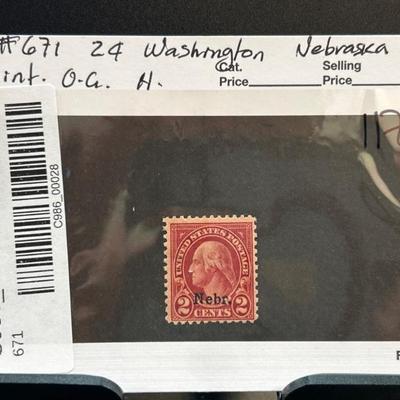 #671 2¢ Washington Nebraska
int. O.G. H.
Cat.
Price
Selling
Price
C986_00028
671
UNITED STATES POSTAGE
Nebr.
2 CENTS 2